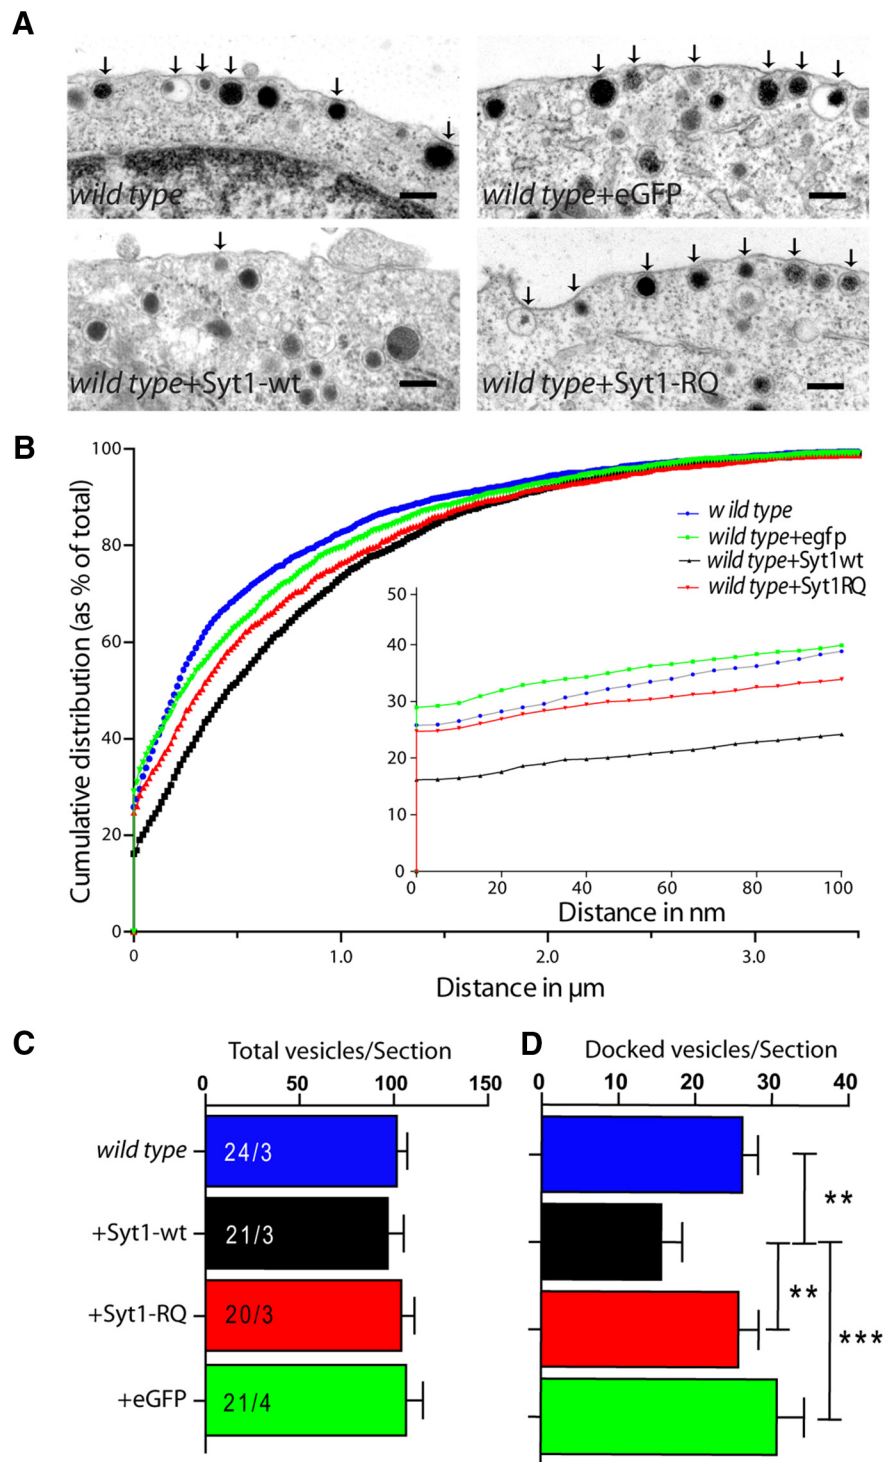 A
wild type
wild type+eGFP
wild type+Syt1-wt
wild type+Syt1-RQ
B
Cumulative distribution (as % of total)
100
80
60
40
20
0
w ild type
wild type+egfp
wild type+Syt1wt
wild type+Syt1RQ
50
40
30
20
10
0
0 20 40 60 80 100
Distance in nm
0 1.0 2.0 3.0
Distance in µm
C
Total vesicles/Section
0 50 100 150
wild type
24/3
+Syt1-wt
21/3
+Syt1-RQ
20/3
+eGFP
21/4
D
Docked vesicles/Section
0 10 20 30 40
**
**
***